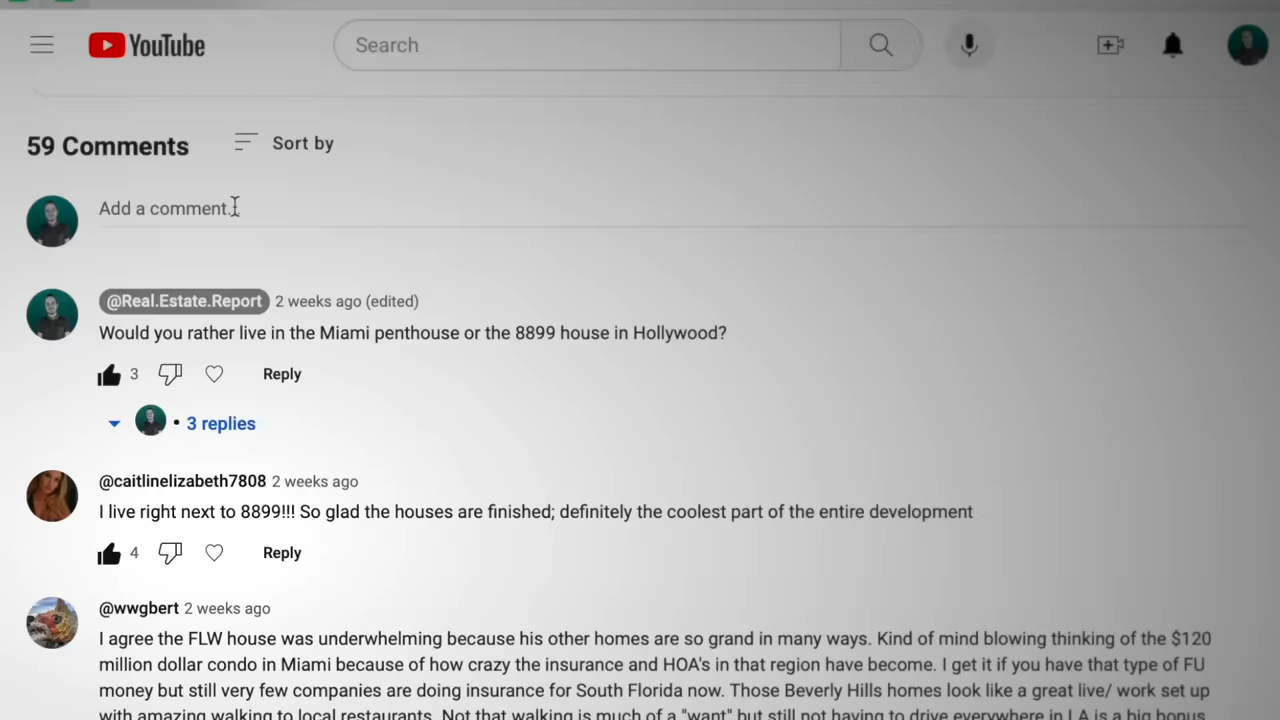 YouTube
Search
59 Comments
Sort by
Add a comment.
@Real.Estate.Report 2 weeks ago (edited)
Would you rather live in the Miami penthouse or the 8899 house in Hollywood?
3 Reply
• 3 replies
@caitlinelizabeth7808 2 weeks ago
I live right next to 8899!!! So glad the houses are finished; definitely the coolest part of the entire development
4 Reply
@wwgbert 2 weeks ago
I agree the FLW house was underwhelming because his other homes are so grand in many ways. Kind of mind blowing thinking of the $120
million dollar condo in Miami because of how crazy the insurance and HOA's in that region have become. I get it if you have that type of FU
money but still very few companies are doing insurance for South Florida now. Those Beverly Hills homes look like a great live/ work set up
with amazing walking to local restaurants. Not that walking is much of a "want" but still not having to drive everywhere in LA is a big bonus